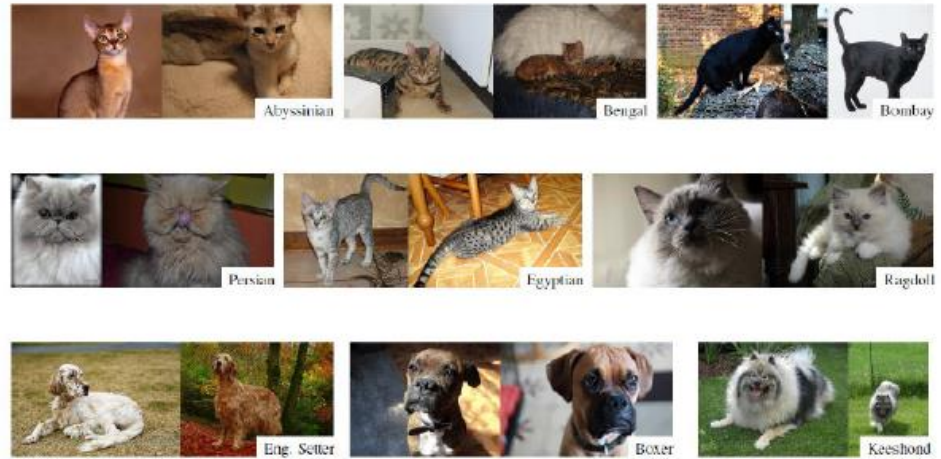 Abyssinian
Bengal
Bombay
Persian
Egyptian
Ragdoll
Eng. Setter
Boxer
Keeshond